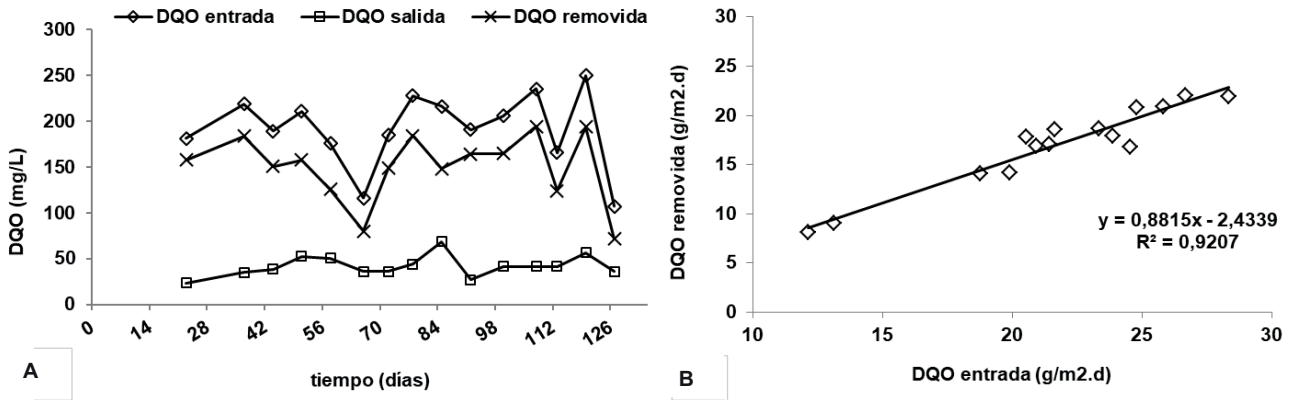 DQO entrada DQO salida DQO removida
300
250
200
150
100
50
0
DQO (mg/L)
0 14 28 42 56 70 84 98 112 126
tiempo (días)
A
30
25
20
15
10
5
0
DQO removida (g/m2.d)
y = 0,8815x - 2,4339
R² = 0,9207
10 15 20 25 30
DQO entrada (g/m2.d)
B